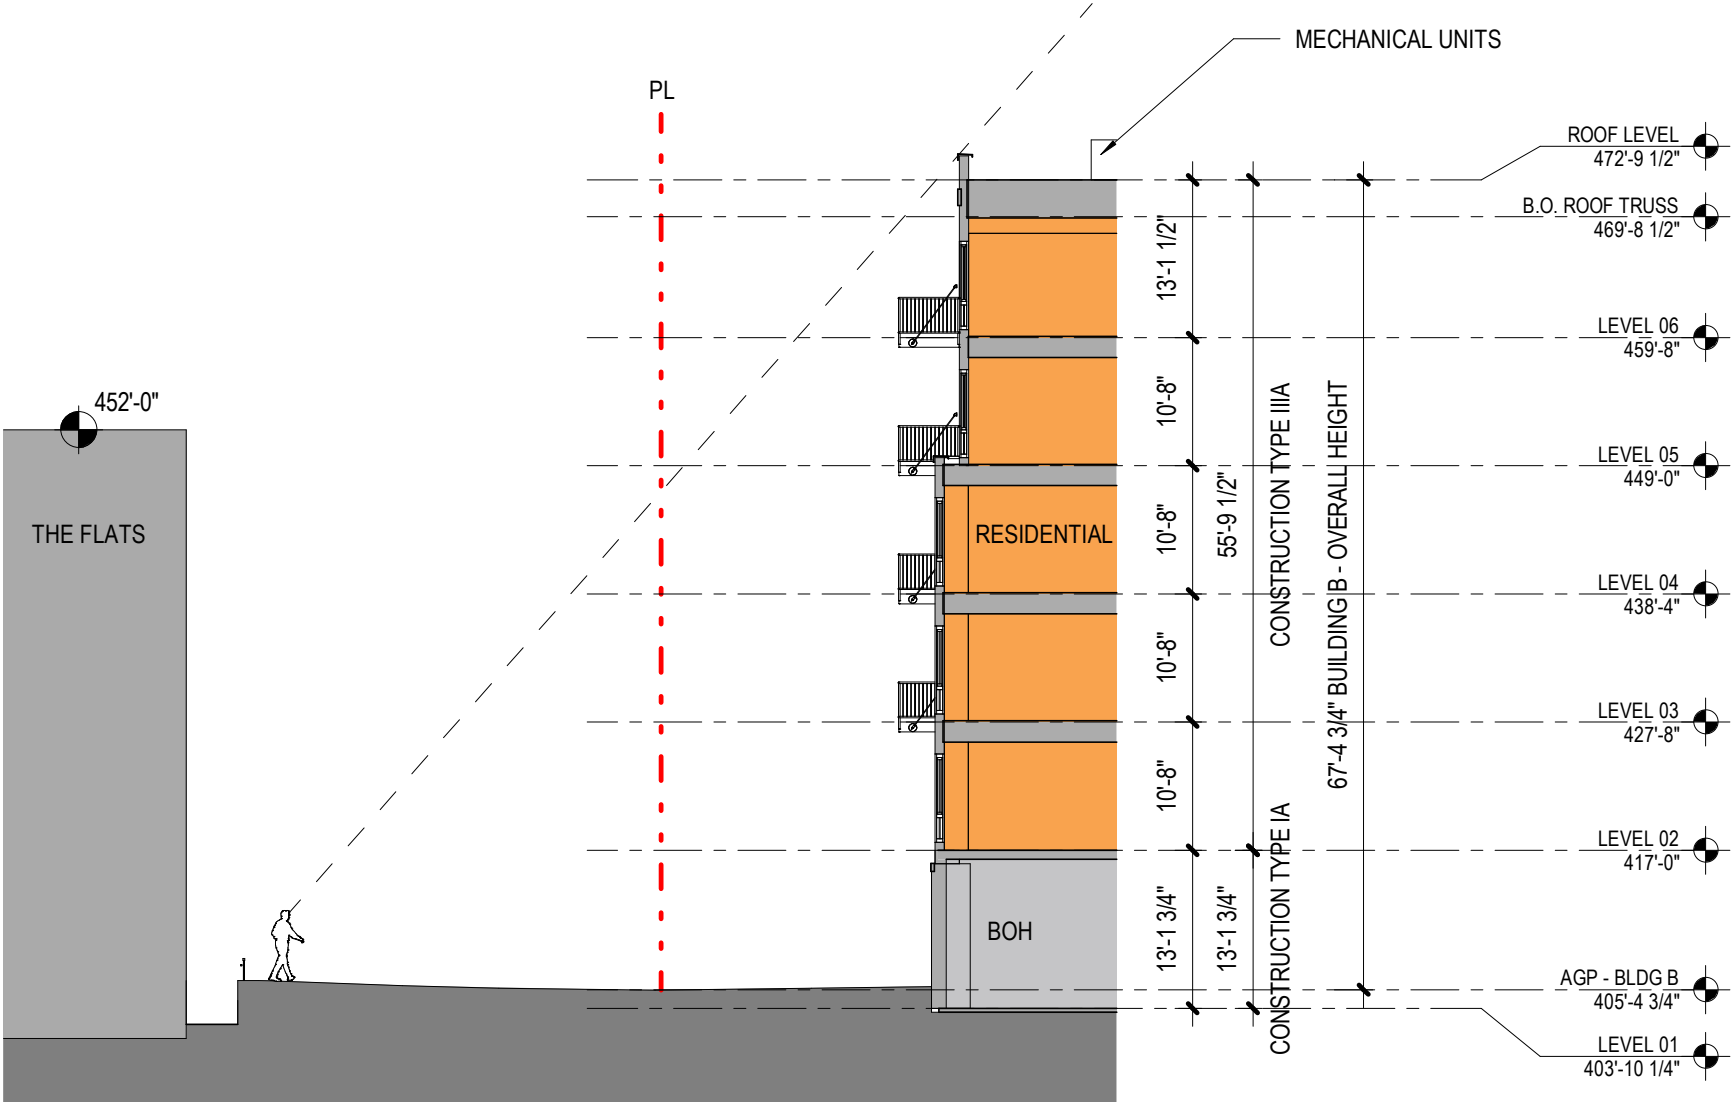 MECHANICAL UNITS
PL
ROOF LEVEL
472'-9 1/2"
B.O. ROOF TRUSS
469'-8 1/2"
13'-1 1/2"
LEVEL 06
459'-8"
452'-0"
10'-8"
CONSTRUCTION TYPE IIIA
67'-4 3/4" BUILDING B - OVERALL HEIGHT
LEVEL 05
449'-0"
THE FLATS
RESIDENTIAL
10'-8"
55'-9 1/2"
LEVEL 04
438'-4"
10'-8"
LEVEL 03
427'-8"
10'-8"
LEVEL 02
417'-0"
BOH
13'-1 3/4"
13'-1 3/4"
CONSTRUCTION TYPE IA
AGP - BLDG B
405'-4 3/4"
LEVEL 01
403'-10 1/4"